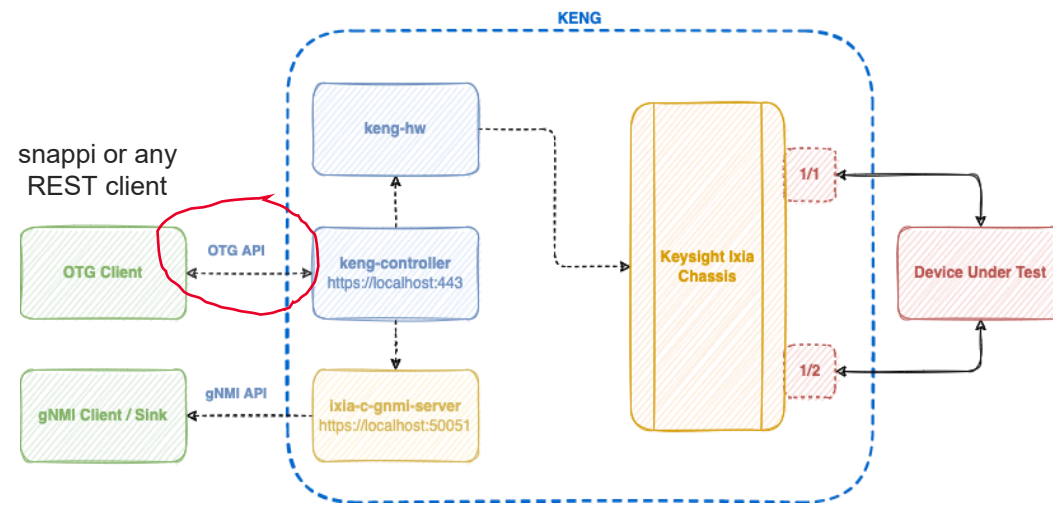 KENG
keng-hw
snappi or any
REST client
OTG API
OTG Client
keng-controller
https://localhost:443
Keysight Ixia
Chassis
1/1
Device Under Test
1/2
gNMI API
gNMI Client / Sink
ixia-c-gnmi-server
https://localhost:50051